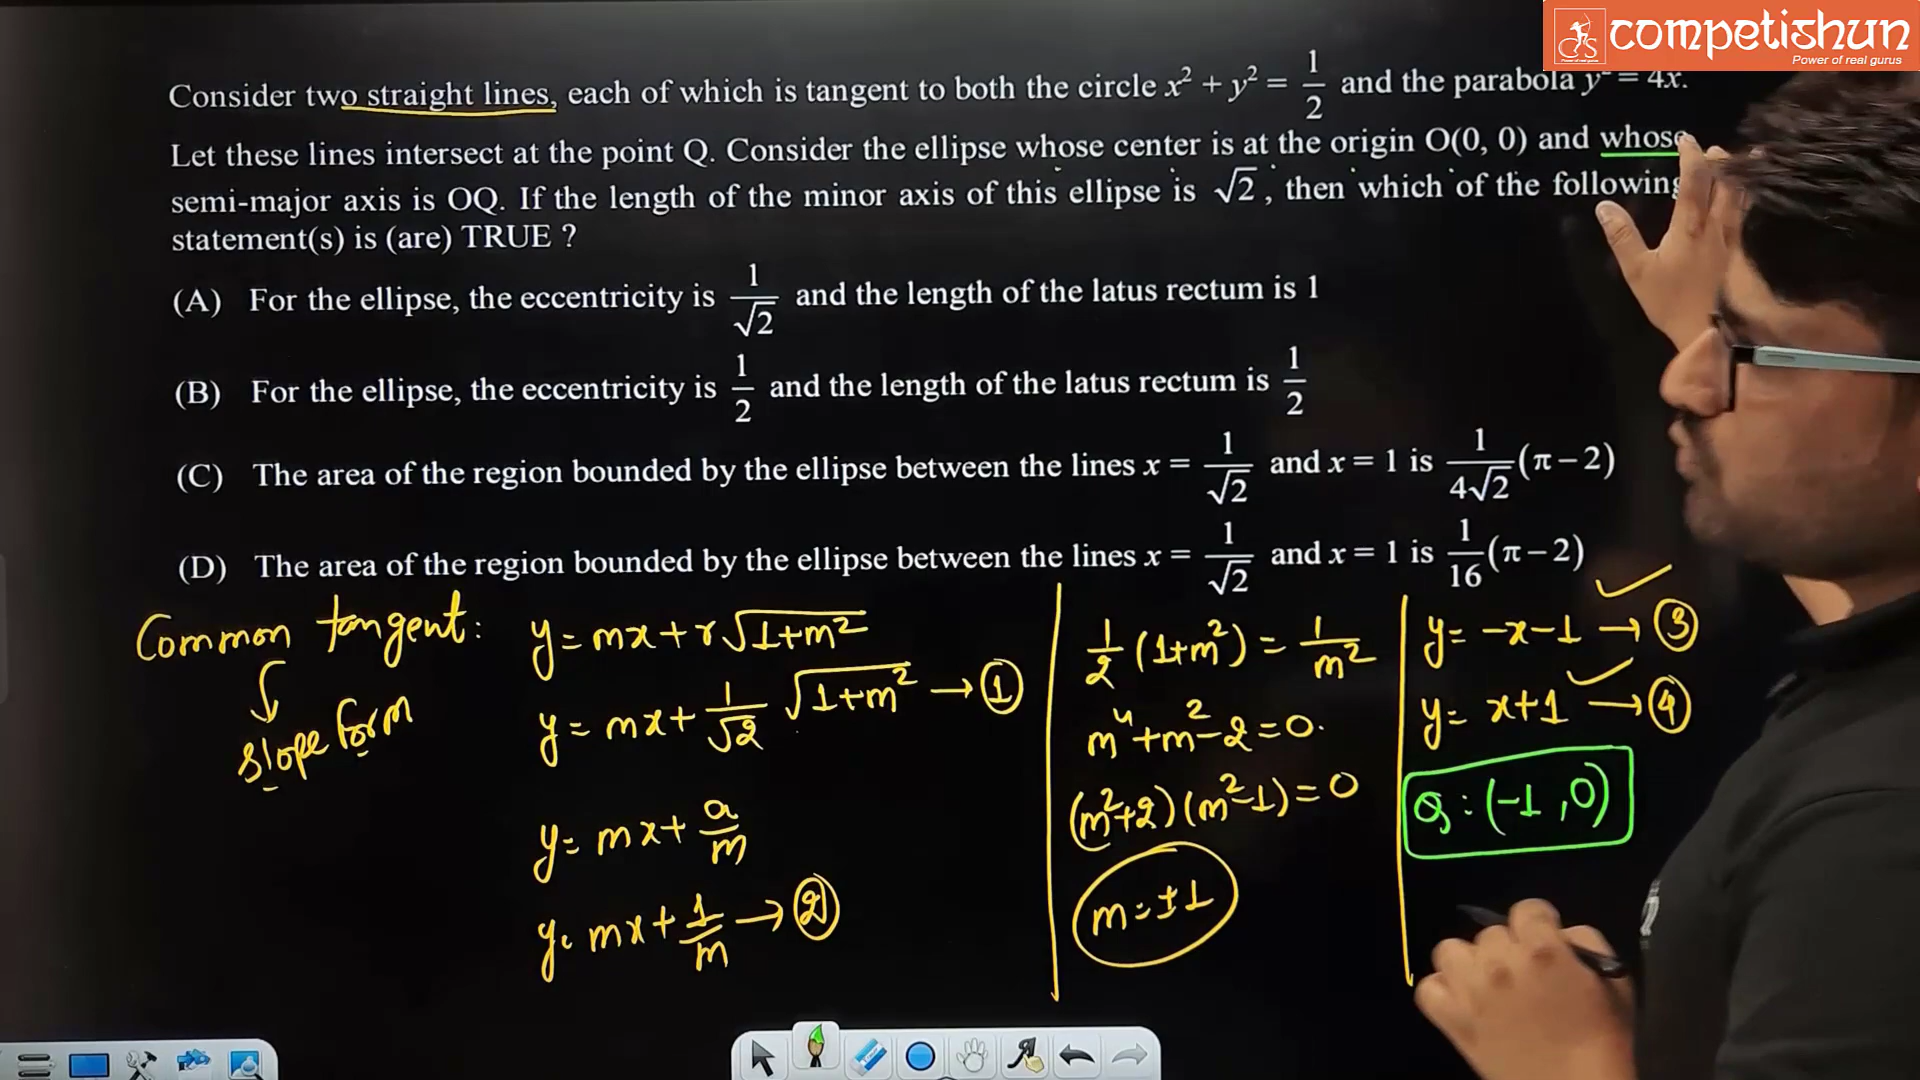 competishun
Power of real gurus
Consider two straight lines, each of which is tangent to both the circle x² + y² = 1/2 and the parabola y² = 4x.
Let these lines intersect at the point Q. Consider the ellipse whose center is at the origin O(0, 0) and whose
semi-major axis is OQ. If the length of the minor axis of this ellipse is √2, then which of the following
statement(s) is (are) TRUE ?
(A) For the ellipse, the eccentricity is 1/√2 and the length of the latus rectum is 1
(B) For the ellipse, the eccentricity is 1/2 and the length of the latus rectum is 1/2
(C) The area of the region bounded by the ellipse between the lines x = 1/√2 and x = 1 is 1/(4√2) (π − 2)
(D) The area of the region bounded by the ellipse between the lines x = 1/√2 and x = 1 is 1/16 (π − 2)
Common tangent:
slope form
y = mx + r√(1+m²)
y = mx + 1/√2 √(1+m²) → ①
y = mx + a/m
y = mx + 1/m → ②
1/2 (1+m²) = 1/m²
m⁴ + m² − 2 = 0.
(m²+2)(m²−1) = 0
m = ±1
y = −x−1 → ③
y = x+1 → ④
Q : (−1, 0)